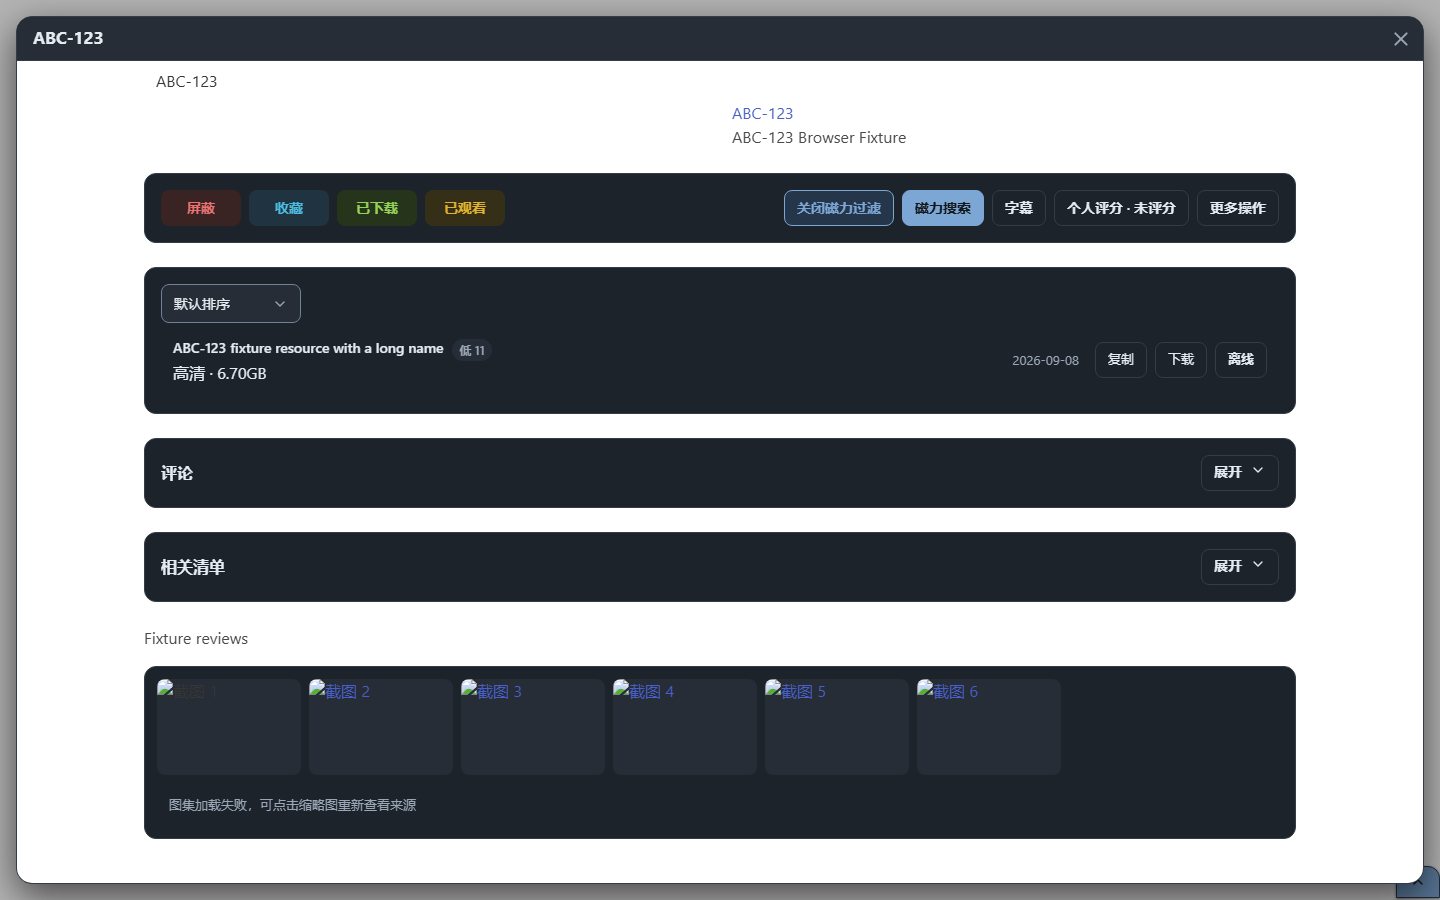 ABC-123
ABC-123
ABC-123
ABC-123 Browser Fixture
屏蔽 收藏 已下载 已观看 关闭磁力过滤 磁力搜索 字幕 个人评分 · 未评分 更多操作
默认排序
ABC-123 fixture resource with a long name 低 11
高清 · 6.70GB
2026-09-08 复制 下载 离线
评论 展开
相关清单 展开
Fixture reviews
截图 1 截图 2 截图 3 截图 4 截图 5 截图 6
图集加载失败，可点击缩略图重新查看来源